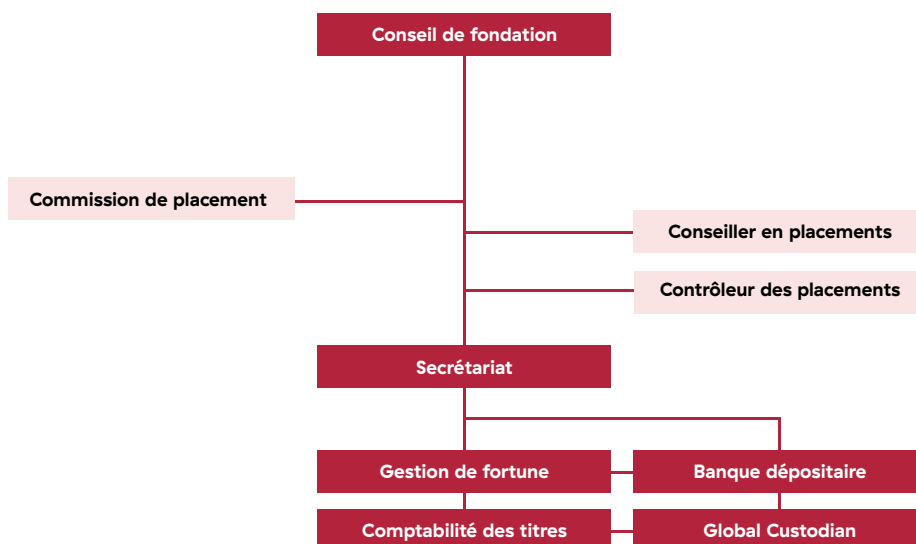 Conseil de fondation
Commission de placement
Conseiller en placements
Contrôleur des placements
Secrétariat
Gestion de fortune
Banque dépositaire
Comptabilité des titres
Global Custodian